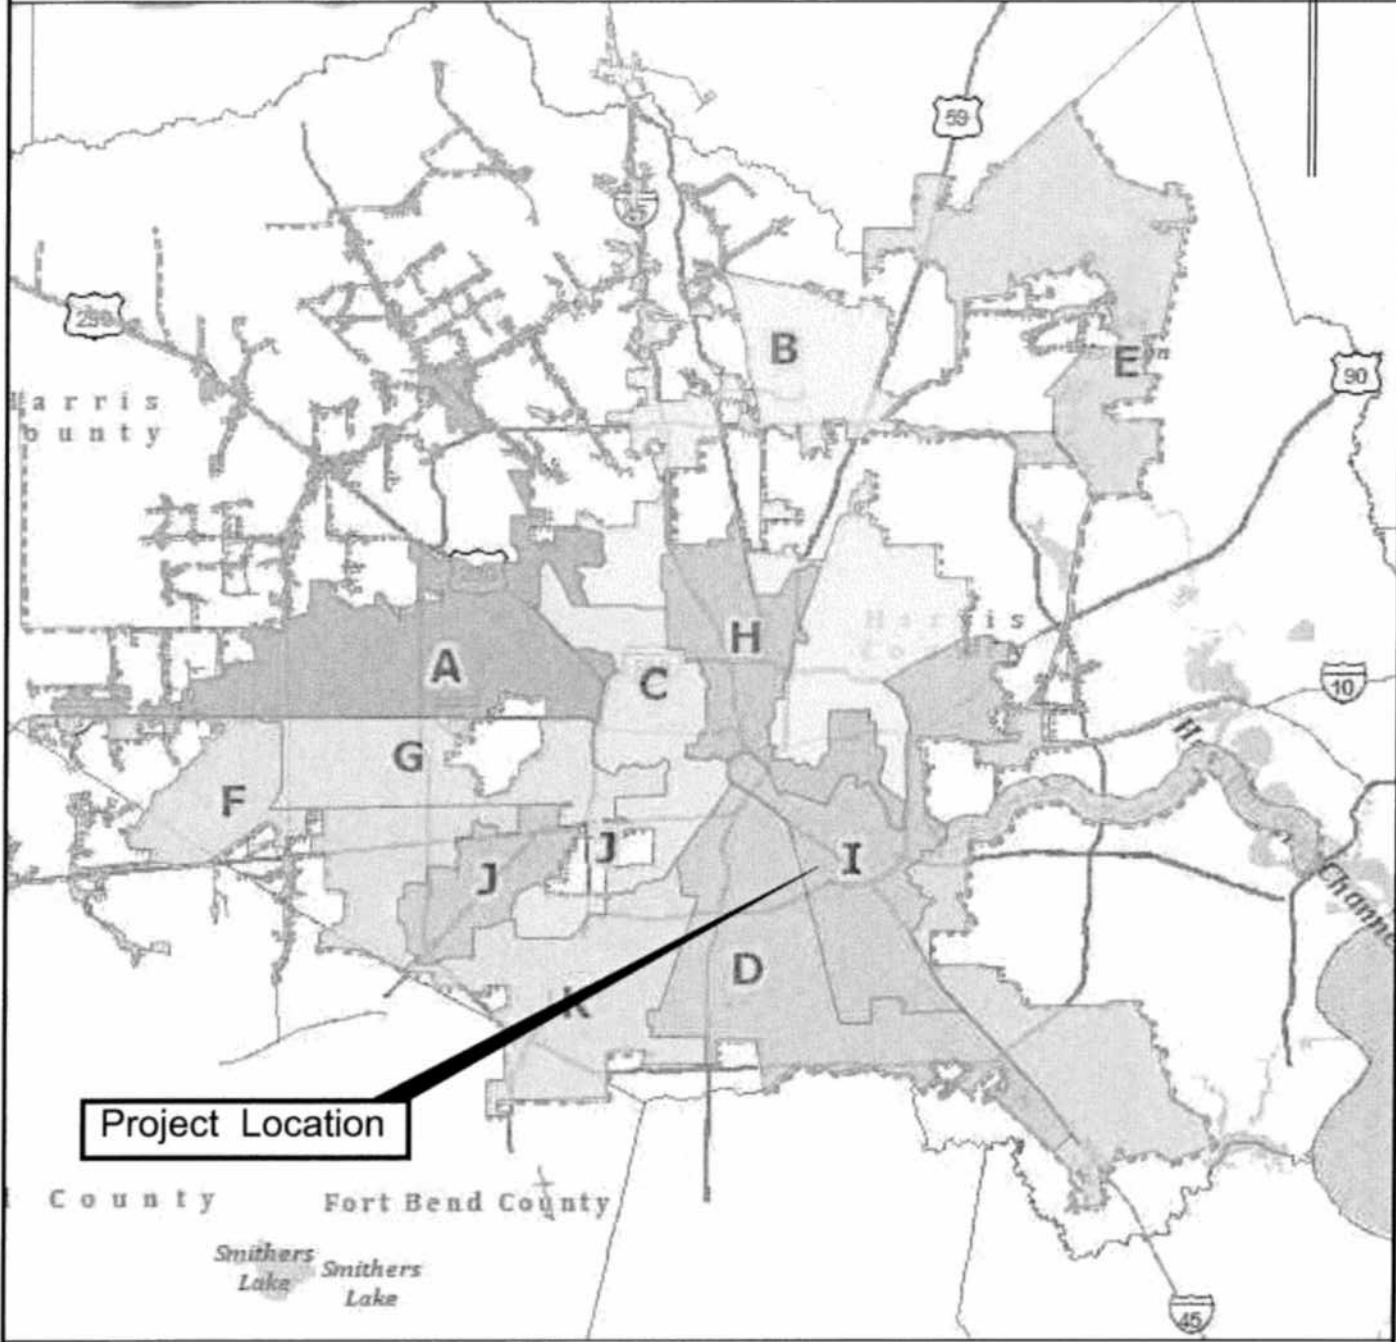 59
45
290
B
E
90
Harris
County
H
Harris
A
C
10
G
F
J
J
I
Channel
D
K
Project Location
County
Fort Bend County
Smithers
Lake
Smithers
Lake
45